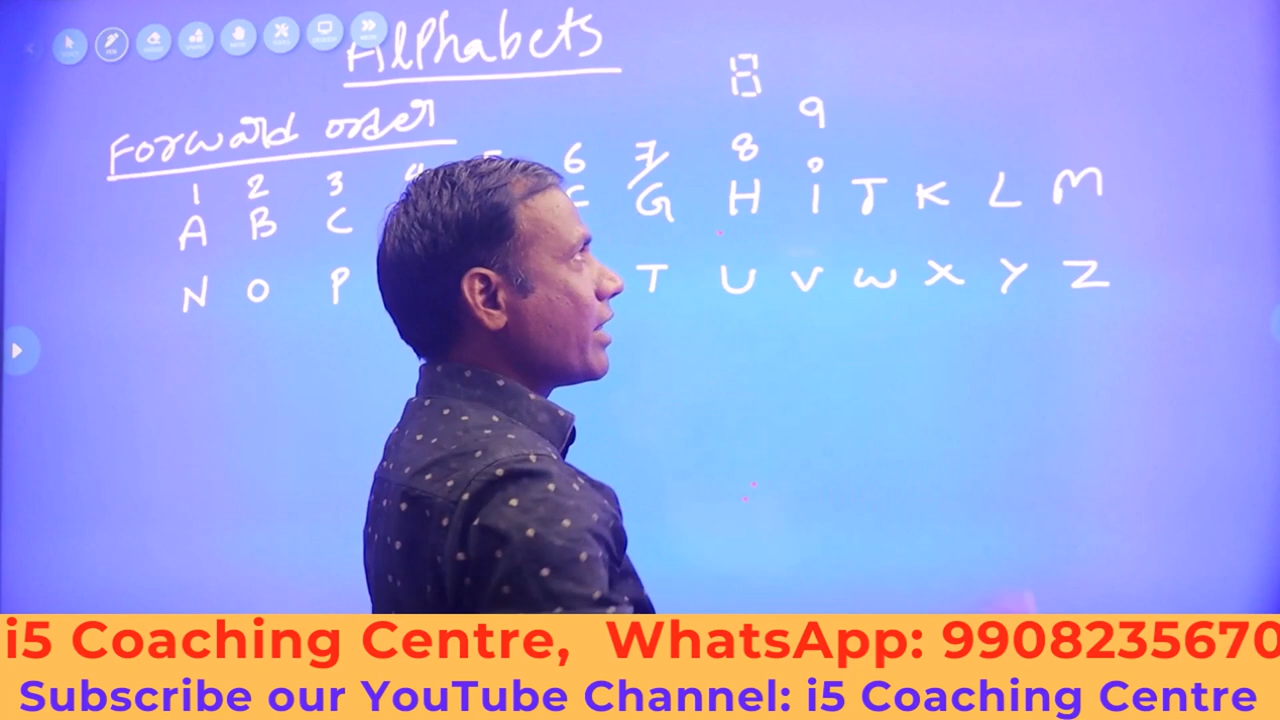 Alphabets
Forward order
8
9
1 2 3 4 6 7 8
A B C G H i J K L M
N O P T U V W X Y Z
i5 Coaching Centre, WhatsApp: 9908235670
Subscribe our YouTube Channel: i5 Coaching Centre